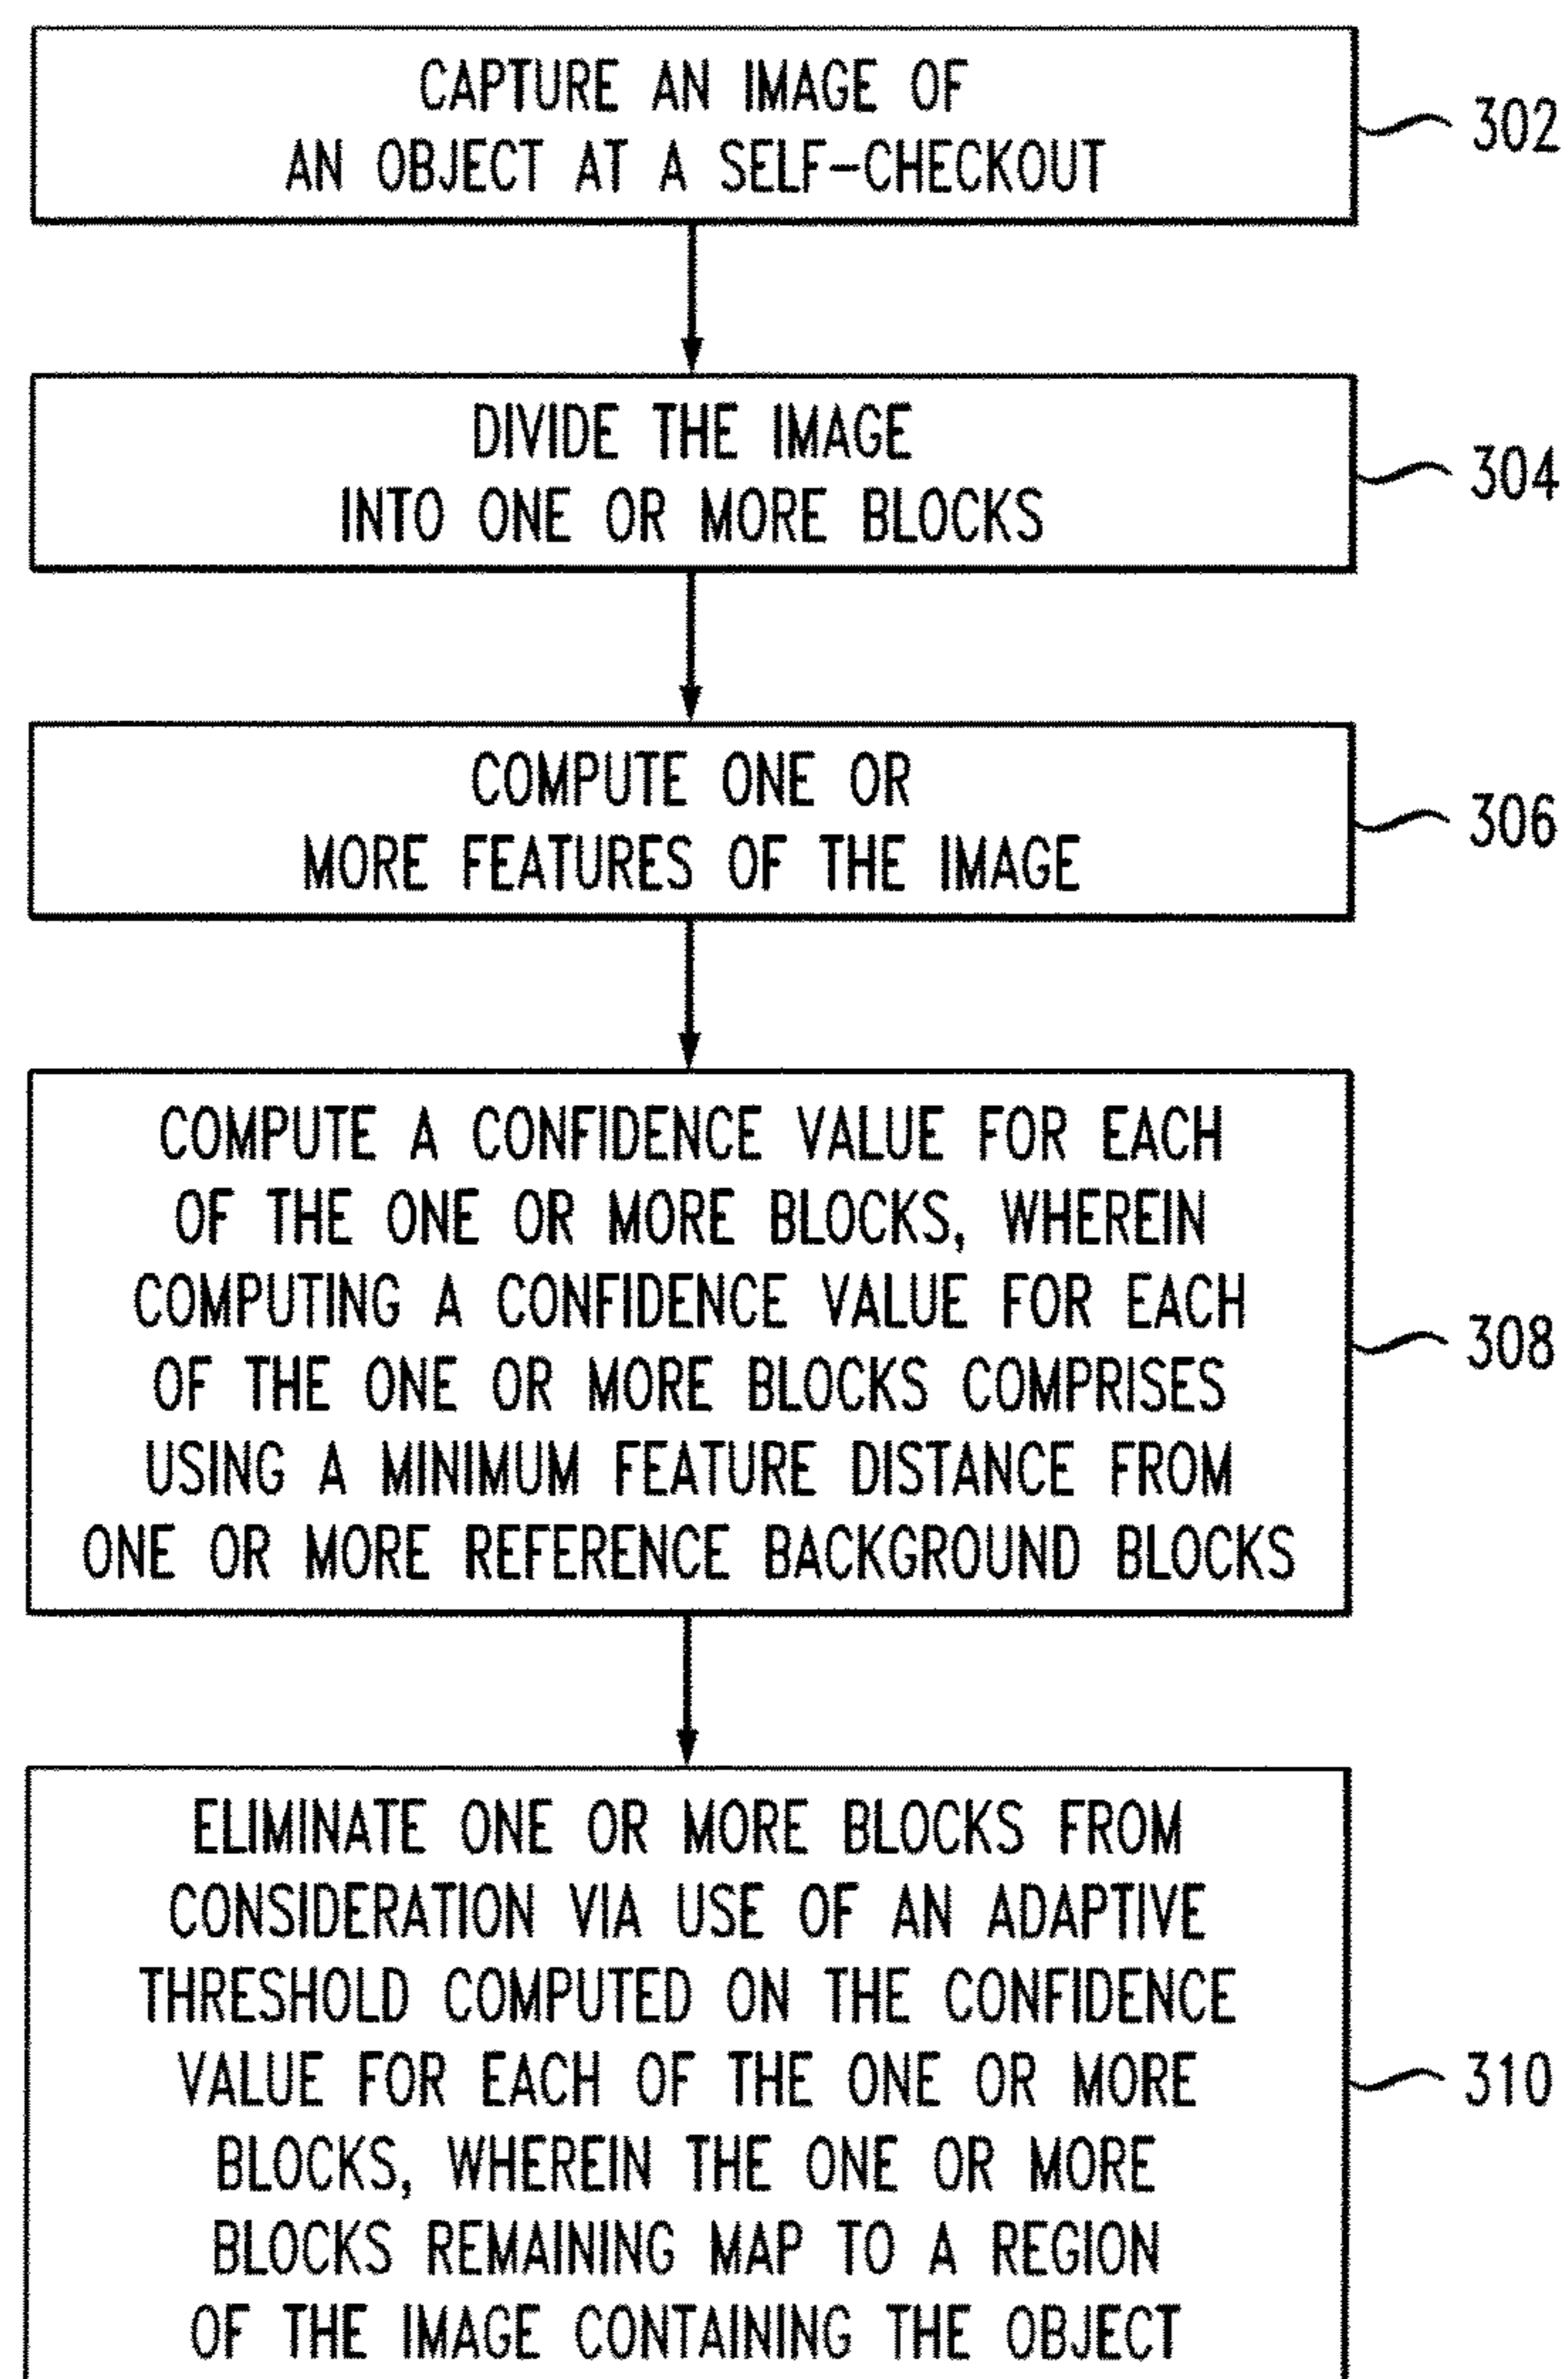 CAPTURE AN IMAGE OF
AN OBJECT AT A SELF-CHECKOUT
302
DIVIDE THE IMAGE
INTO ONE OR MORE BLOCKS
304
COMPUTE ONE OR
MORE FEATURES OF THE IMAGE
306
COMPUTE A CONFIDENCE VALUE FOR EACH
OF THE ONE OR MORE BLOCKS, WHEREIN
COMPUTING A CONFIDENCE VALUE FOR EACH
OF THE ONE OR MORE BLOCKS COMPRISES
USING A MINIMUM FEATURE DISTANCE FROM
ONE OR MORE REFERENCE BACKGROUND BLOCKS
308
ELIMINATE ONE OR MORE BLOCKS FROM
CONSIDERATION VIA USE OF AN ADAPTIVE
THRESHOLD COMPUTED ON THE CONFIDENCE
VALUE FOR EACH OF THE ONE OR MORE
BLOCKS, WHEREIN THE ONE OR MORE
BLOCKS REMAINING MAP TO A REGION
OF THE IMAGE CONTAINING THE OBJECT
310